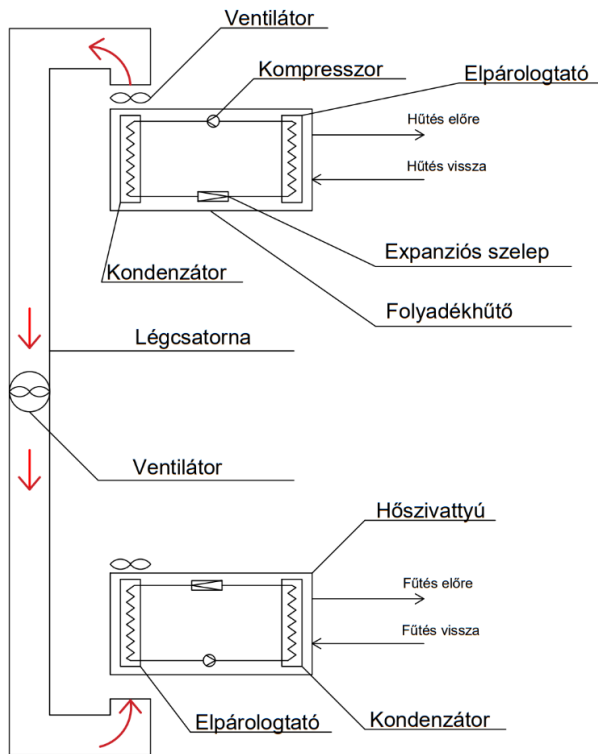 Ventilátor
Kompresszor
Elpárologtató
Hűtés előre
Hűtés vissza
Expanziós szelep
Kondenzátor
Folyadékhűtő
Légcsatorna
Ventilátor
Hőszivattyú
Fűtés előre
Fűtés vissza
Elpárologtató
Kondenzátor